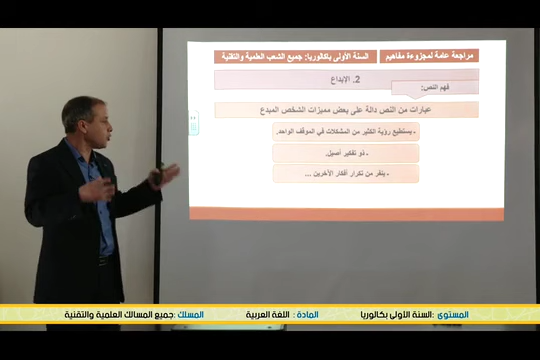 مراجعة عامة لمجزوءة مفاهيم
السنة الأولى باكالوريا: جميع الشعب العلمية والتقنية
2. الإبداع
فهم النص:
عبارات من النص دالة على بعض مميزات الشخص المبدع
- يستطيع رؤية الكثير من المشكلات في الموقف الواحد.
- ذو تفكير أصيل.
- ينفر من تكرار أفكار الآخرين ...
المستوى :السنة الأولى بكالوريا المادة : اللغة العربية المسلك :جميع المسالك العلمية والتقنية